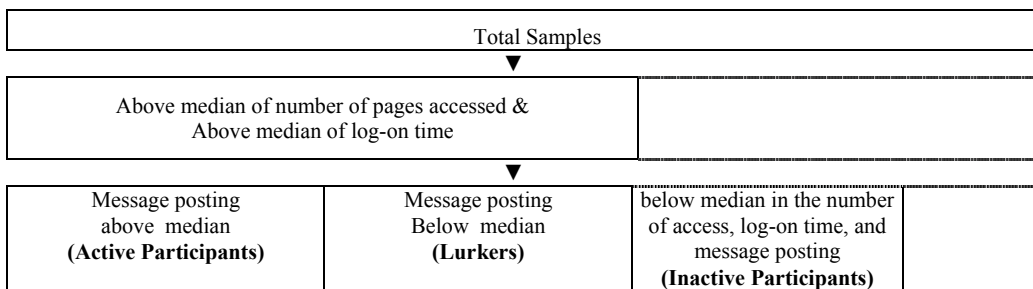 Total Samples
▼
Above median of number of pages accessed &
Above median of log-on time
▼
Message posting
above median
(Active Participants)
Message posting
Below median
(Lurkers)
below median in the number
of access, log-on time, and
message posting
(Inactive Participants)